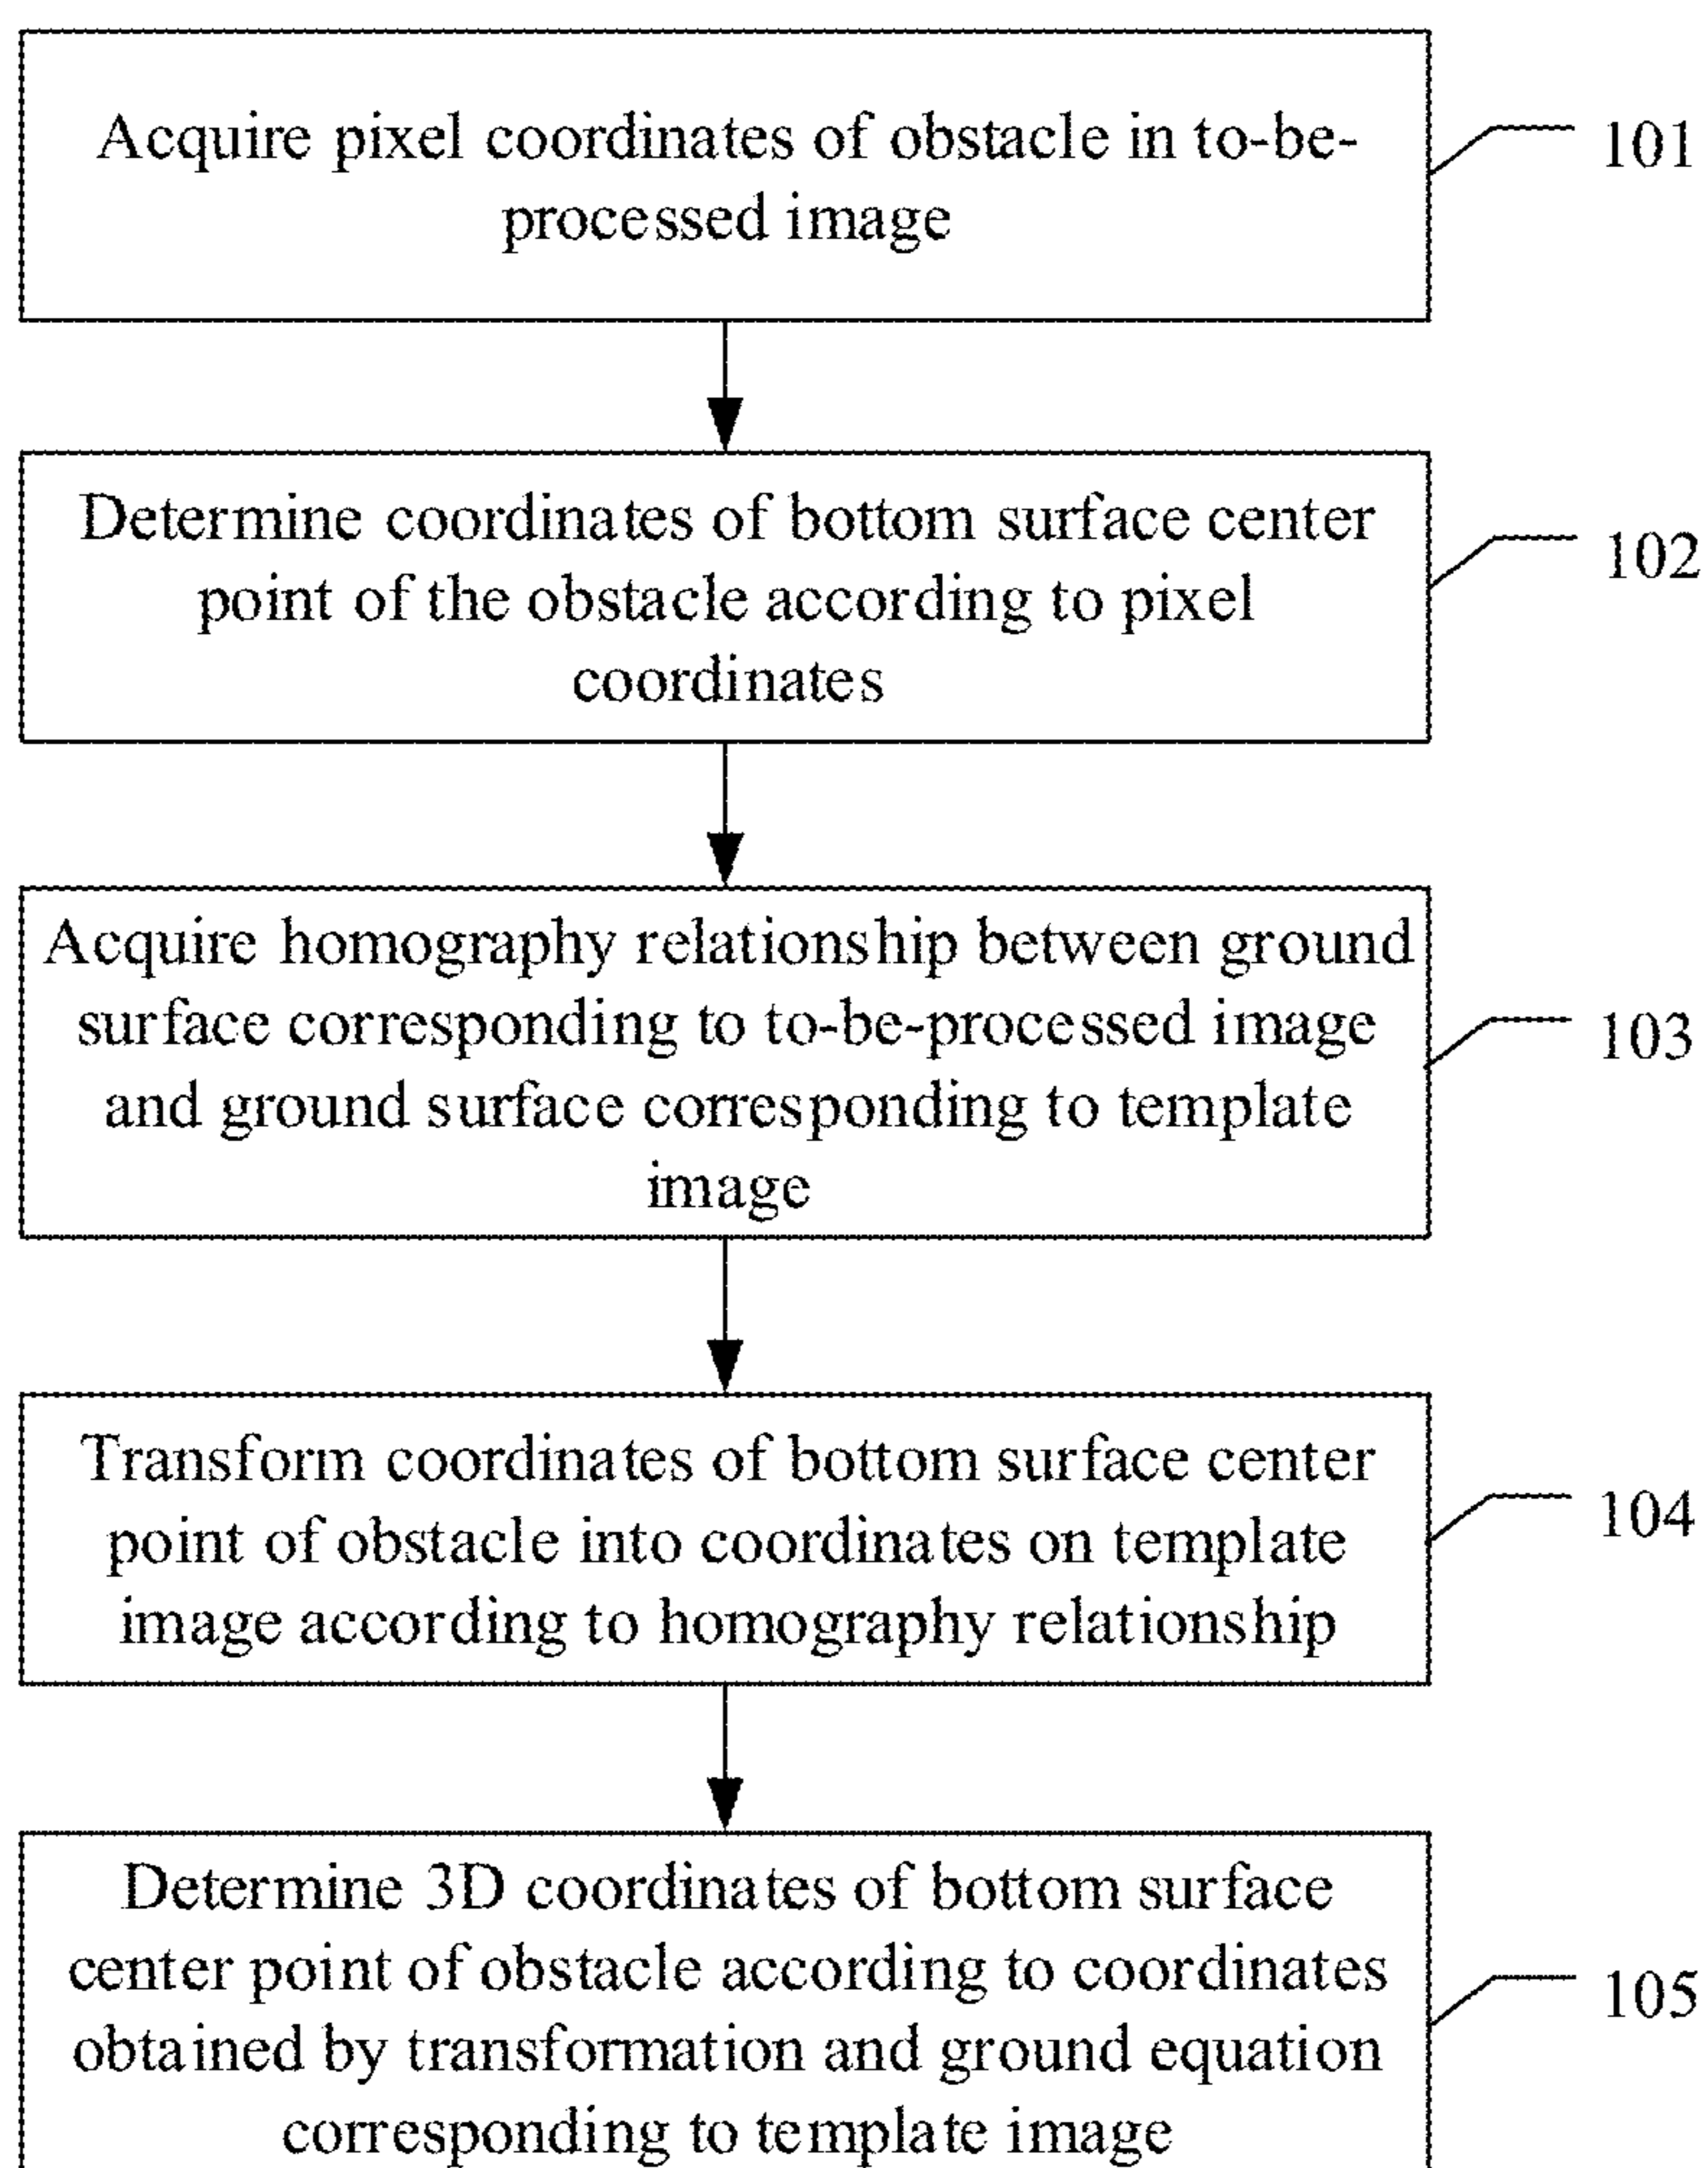 Acquire pixel coordinates of obstacle in to-be-
processed image
101
Determine coordinates of bottom surface center
point of the obstacle according to pixel
coordinates
102
Acquire homography relationship between ground
surface corresponding to to-be-processed image
and ground surface corresponding to template
image
103
Transform coordinates of bottom surface center
point of obstacle into coordinates on template
image according to homography relationship
104
Determine 3D coordinates of bottom surface
center point of obstacle according to coordinates
obtained by transformation and ground equation
corresponding to template image
105